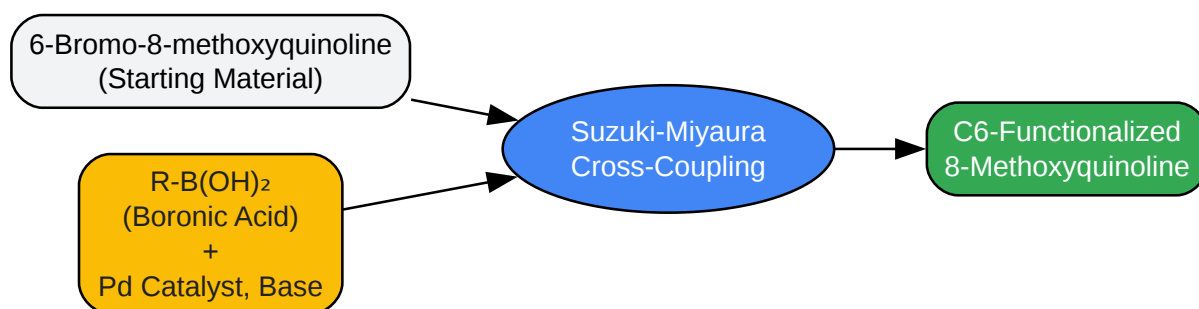 6-Bromo-8-methoxyquinoline
(Starting Material)
R-B(OH)₂
(Boronic Acid)
+
Pd Catalyst, Base
Suzuki-Miyaura
Cross-Coupling
C6-Functionalized
8-Methoxyquinoline